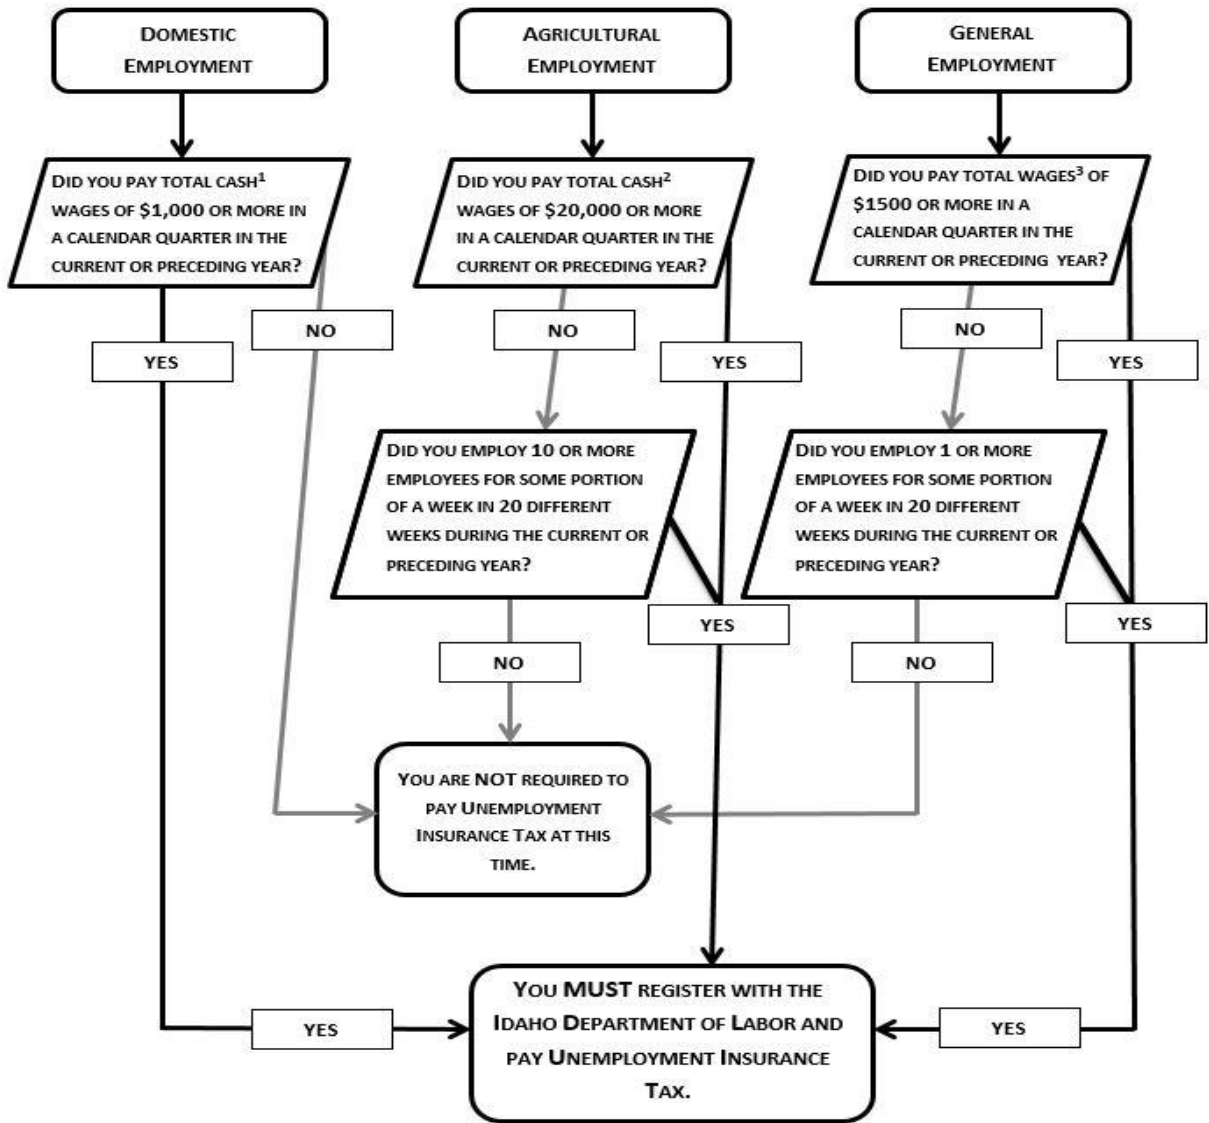 DOMESTIC
EMPLOYMENT
AGRICULTURAL
EMPLOYMENT
GENERAL
EMPLOYMENT
DID YOU PAY TOTAL CASH¹
WAGES OF $1,000 OR MORE IN
A CALENDAR QUARTER IN THE
CURRENT OR PRECEDING YEAR?
DID YOU PAY TOTAL CASH²
WAGES OF $20,000 OR MORE
IN A CALENDAR QUARTER IN THE
CURRENT OR PRECEDING YEAR?
DID YOU PAY TOTAL WAGES³ OF
$1500 OR MORE IN A
CALENDAR QUARTER IN THE
CURRENT OR PRECEDING YEAR?
NO
NO
NO
YES
YES
YES
DID YOU EMPLOY 10 OR MORE
EMPLOYEES FOR SOME PORTION
OF A WEEK IN 20 DIFFERENT
WEEKS DURING THE CURRENT OR
PRECEDING YEAR?
DID YOU EMPLOY 1 OR MORE
EMPLOYEES FOR SOME PORTION
OF A WEEK IN 20 DIFFERENT
WEEKS DURING THE CURRENT OR
PRECEDING YEAR?
YES
YES
NO
NO
YOU ARE NOT REQUIRED TO
PAY UNEMPLOYMENT
INSURANCE TAX AT THIS
TIME.
YOU MUST REGISTER WITH THE
IDAHO DEPARTMENT OF LABOR AND
PAY UNEMPLOYMENT INSURANCE
TAX.
YES
YES